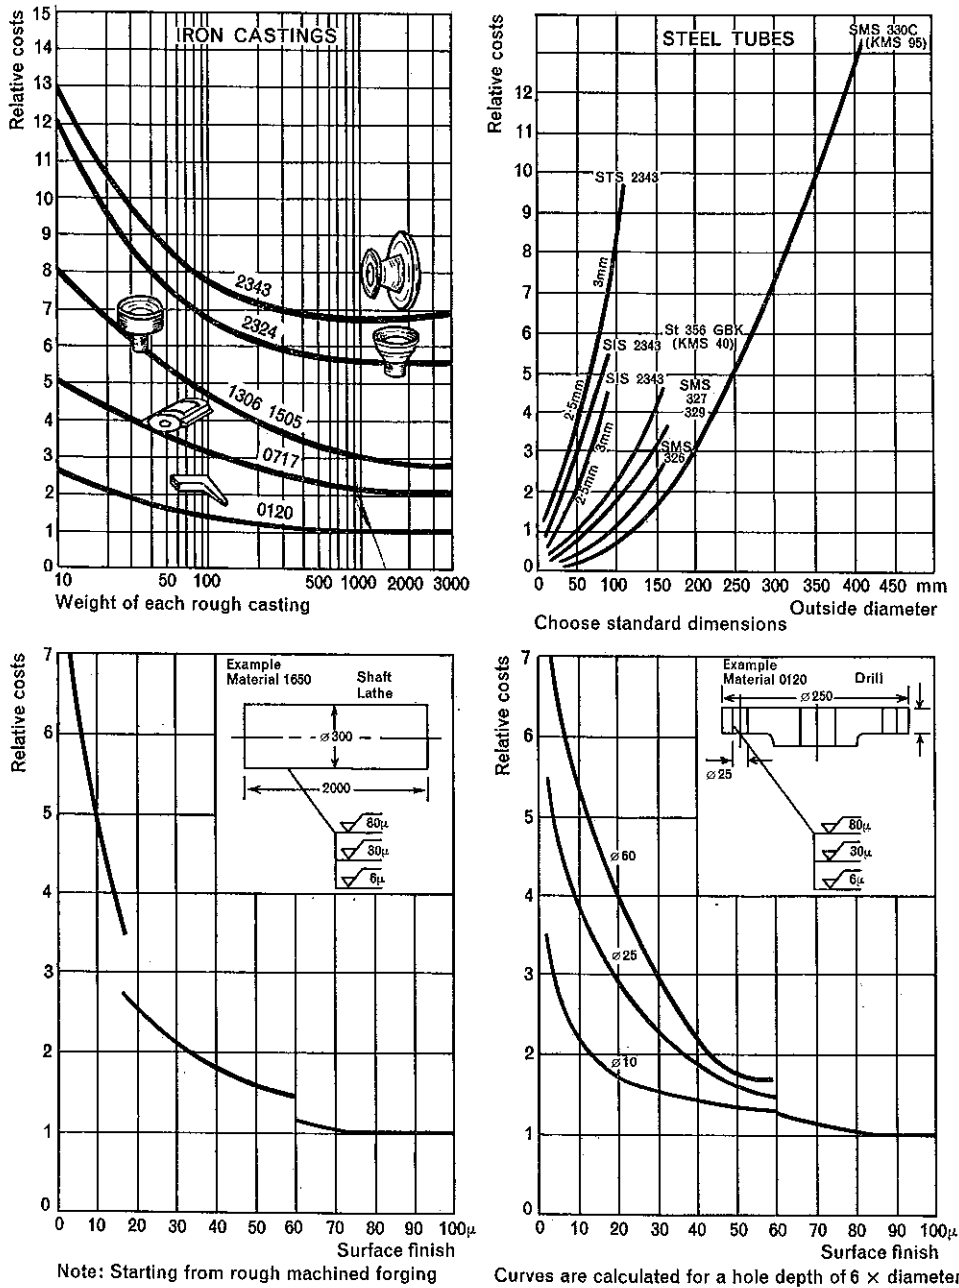 IRON CASTINGS
Relative costs
15
14
13
12
11
10
9
8
7
6
5
4
3
2
1
0
2343
2324
1306 1505
0717
0120
10 50 100 500 1000 2000 3000
Weight of each rough casting
STEEL TUBES
Relative costs
12
11
10
9
8
7
6
5
4
3
2
1
0
SMS 330C
(KMS 95)
STS 2343
3mm
St 356 GBK
(KMS 40)
SIS 2343
SIS 2343
SMS
327
329
2·5mm
3mm
SMS
326
2·5mm
0 50 100 150 200 250 300 350 400 450 mm
Outside diameter
Choose standard dimensions
Relative costs
7
6
5
4
3
2
1
0
Example
Material 1650
Shaft
Lathe
ø300
2000
80µ
30µ
6µ
0 10 20 30 40 50 60 70 80 90 100µ
Surface finish
Note: Starting from rough machined forging
Relative costs
7
6
5
4
3
2
1
0
Example
Material 0120
Drill
ø250
ø25
80µ
30µ
6µ
ø60
ø25
ø10
0 10 20 30 40 50 60 70 80 90 100µ
Surface finish
Curves are calculated for a hole depth of 6 × diameter